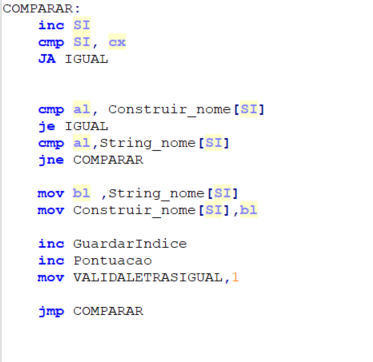 COMPARAR:
inc SI
cmp SI, cx
JA IGUAL
cmp al, Construir_nome[SI]
je IGUAL
cmp al,String_nome[SI]
jne COMPARAR
mov bl ,String_nome[SI]
mov Construir_nome[SI],bl
inc GuardarIndice
inc Pontuacao
mov VALIDALETRASIGUAL,1
jmp COMPARAR